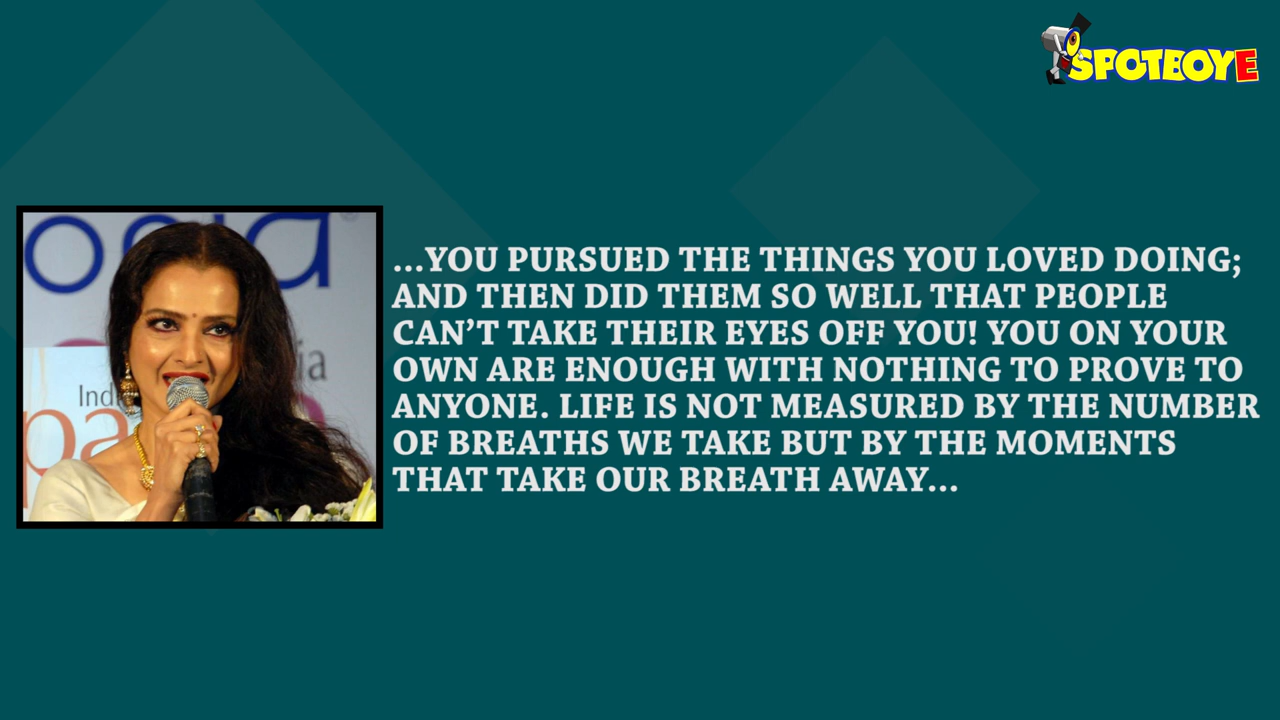 SPOTBOYE
…YOU PURSUED THE THINGS YOU LOVED DOING;
AND THEN DID THEM SO WELL THAT PEOPLE
CAN’T TAKE THEIR EYES OFF YOU! YOU ON YOUR
OWN ARE ENOUGH WITH NOTHING TO PROVE TO
ANYONE. LIFE IS NOT MEASURED BY THE NUMBER
OF BREATHS WE TAKE BUT BY THE MOMENTS
THAT TAKE OUR BREATH AWAY…